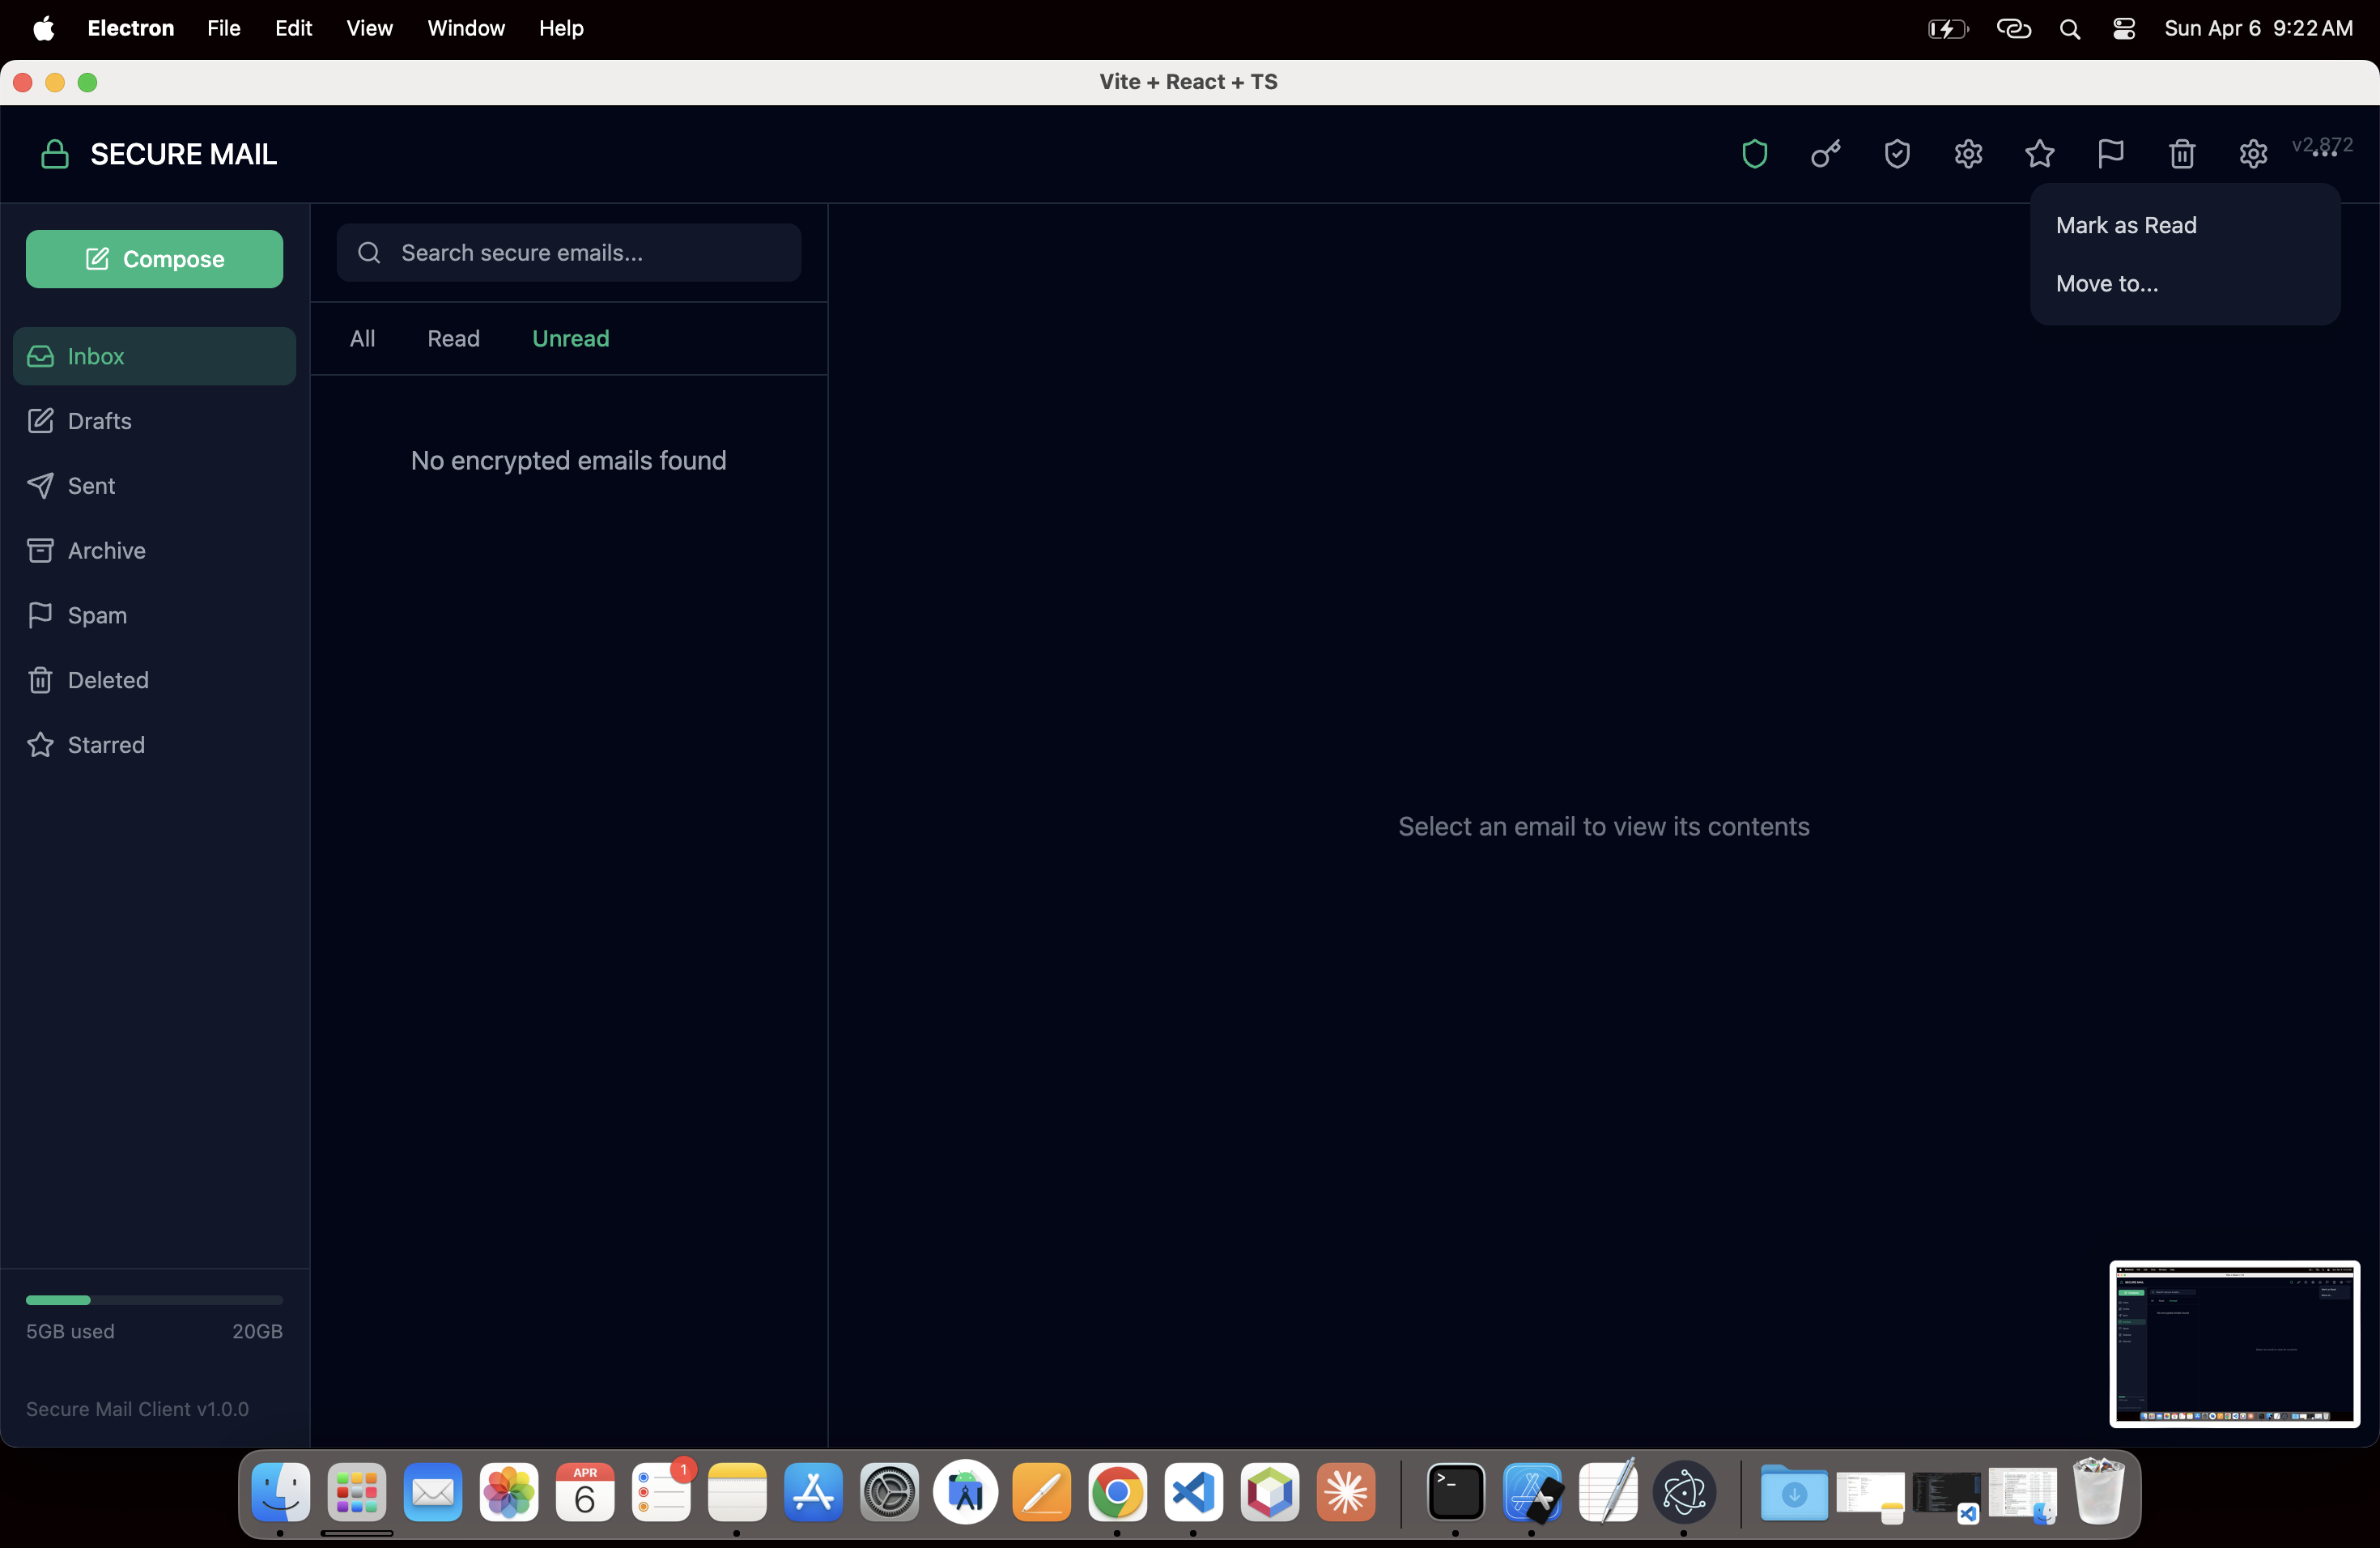 Electron File Edit View Window Help Sun Apr 6 9:22 AM
Vite + React + TS
SECURE MAIL
v2.872
Mark as Read
Move to...
Compose
Inbox
Drafts
Sent
Archive
Spam
Deleted
Starred
5GB used 20GB
Secure Mail Client v1.0.0
Search secure emails...
All Read Unread
No encrypted emails found
Select an email to view its contents
APR
6
1
>_